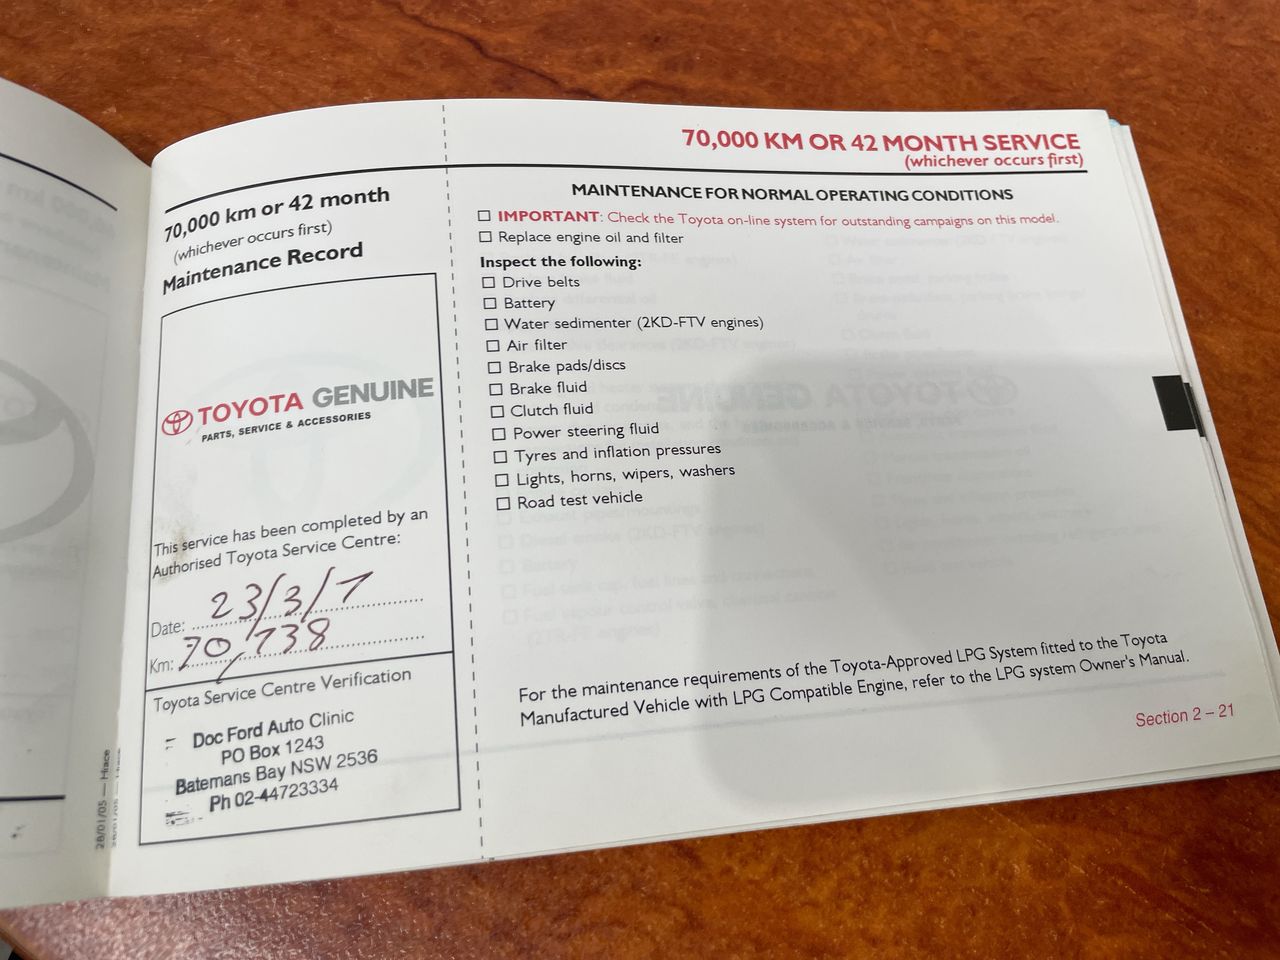 70,000 km or 42 month
(whichever occurs first)
Maintenance Record
TOYOTA GENUINE
PARTS, SERVICE & ACCESSORIES
This service has been completed by an
Authorised Toyota Service Centre:
Date: 23/3/7
Km: 70/738
Toyota Service Centre Verification
Doc Ford Auto Clinic
PO Box 1243
Batemans Bay NSW 2536
Ph 02-44723334
28/01/05 — Hiace
70,000 KM OR 42 MONTH SERVICE
(whichever occurs first)
MAINTENANCE FOR NORMAL OPERATING CONDITIONS
IMPORTANT: Check the Toyota on-line system for outstanding campaigns on this model.
Replace engine oil and filter
Inspect the following:
Drive belts
Battery
Water sedimenter (2KD-FTV engines)
Air filter
Brake pads/discs
Brake fluid
Clutch fluid
Power steering fluid
Tyres and inflation pressures
Lights, horns, wipers, washers
Road test vehicle
For the maintenance requirements of the Toyota-Approved LPG System fitted to the Toyota
Manufactured Vehicle with LPG Compatible Engine, refer to the LPG system Owner's Manual.
Section 2 – 21